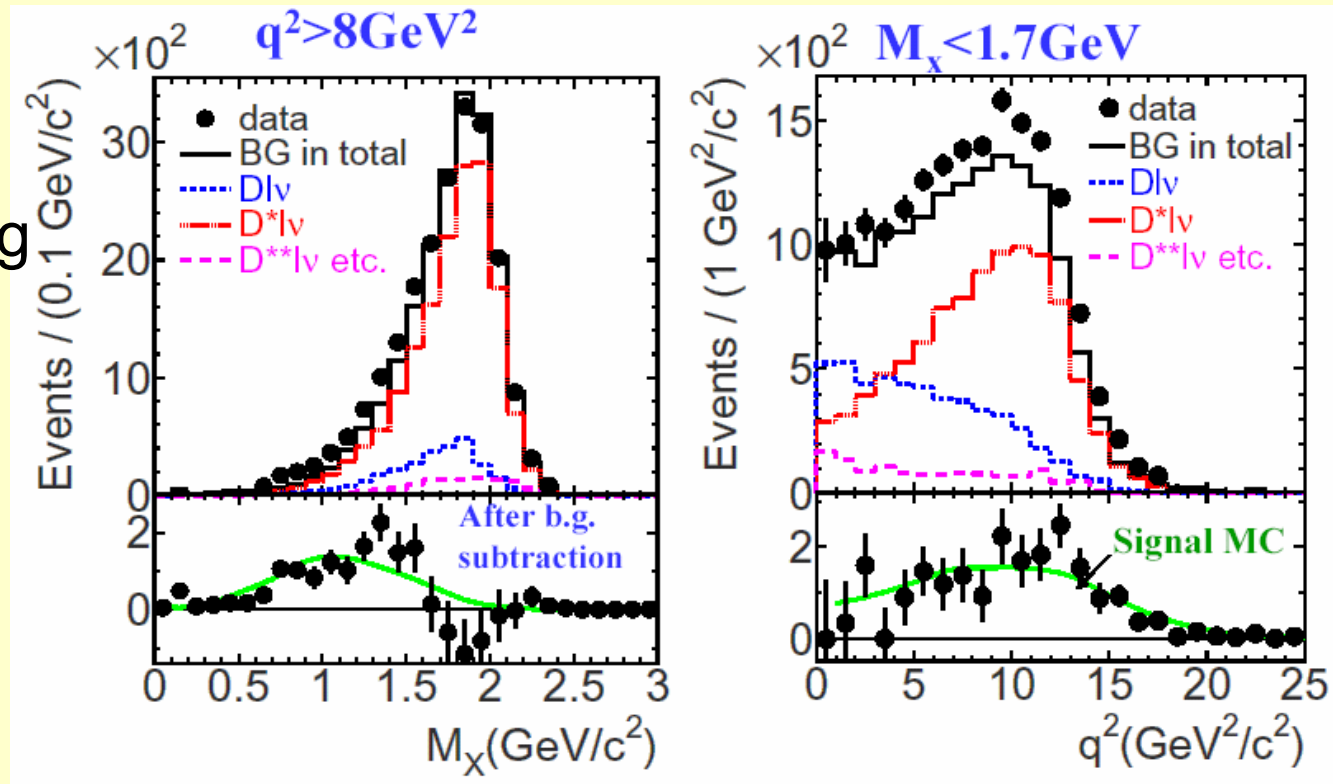 g
q²>8GeV²
×10²
Events / (0.1 GeV/c²)
30
20
10
0
data
BG in total
Dlν
D*lν
D**lν etc.
2
0
After b.g.
subtraction
0 0.5 1 1.5 2 2.5 3
M_X(GeV/c²)
M_x<1.7GeV
×10²
Events / (1 GeV²/c²)
15
10
5
0
data
BG in total
Dlν
D*lν
D**lν etc.
2
0
Signal MC
0 5 10 15 20 25
q²(GeV²/c²)